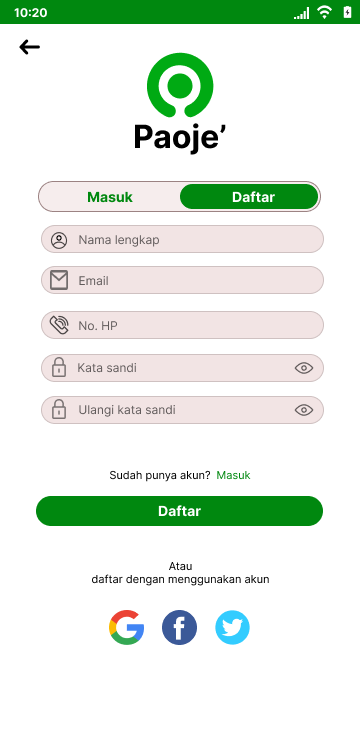 10:20
Paoje’
Masuk Daftar
Nama lengkap
Email
No. HP
Kata sandi
Ulangi kata sandi
Sudah punya akun? Masuk
Daftar
Atau
daftar dengan menggunakan akun